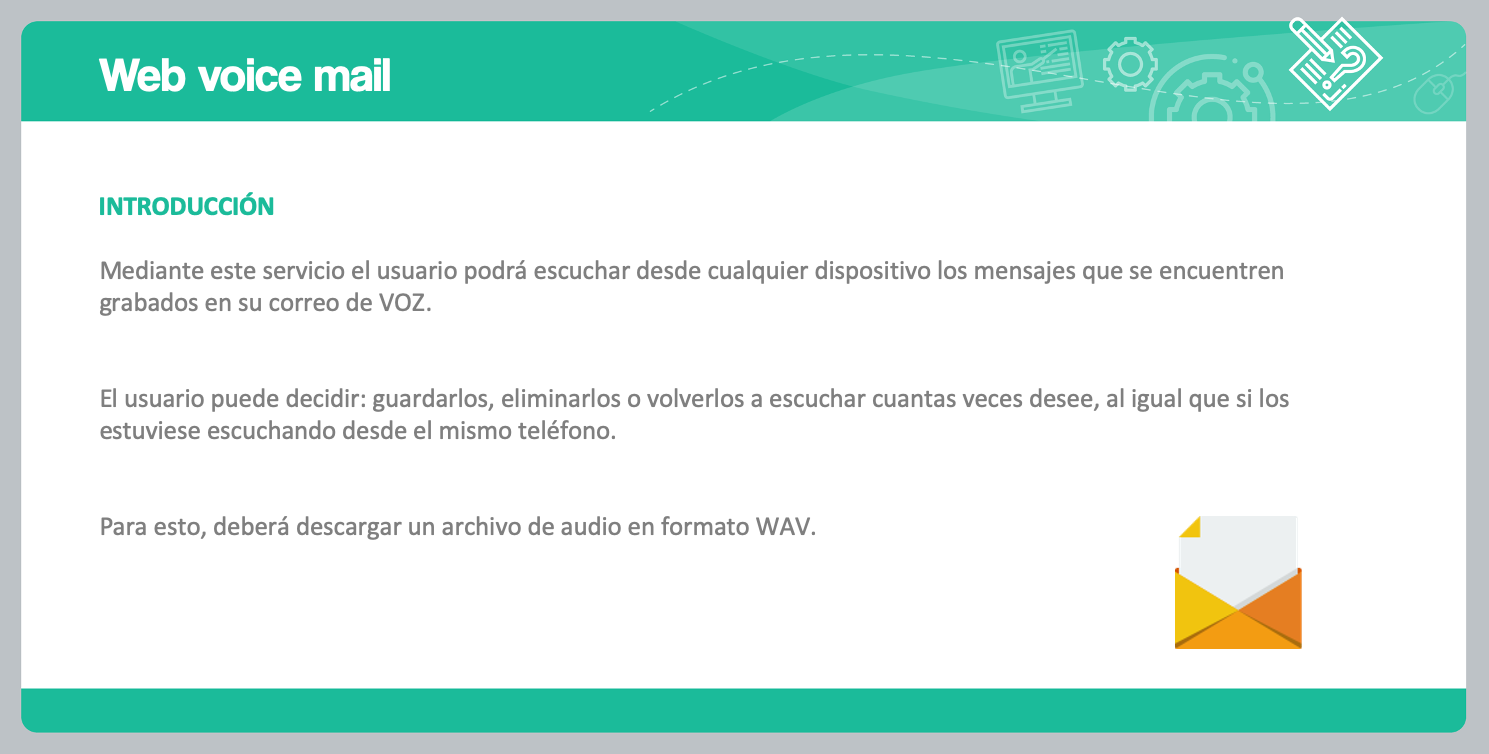 Web voice mail
INTRODUCCIÓN
Mediante este servicio el usuario podrá escuchar desde cualquier dispositivo los mensajes que se encuentren
grabados en su correo de VOZ.
El usuario puede decidir: guardarlos, eliminarlos o volverlos a escuchar cuantas veces desee, al igual que si los
estuviese escuchando desde el mismo teléfono.
Para esto, deberá descargar un archivo de audio en formato WAV.